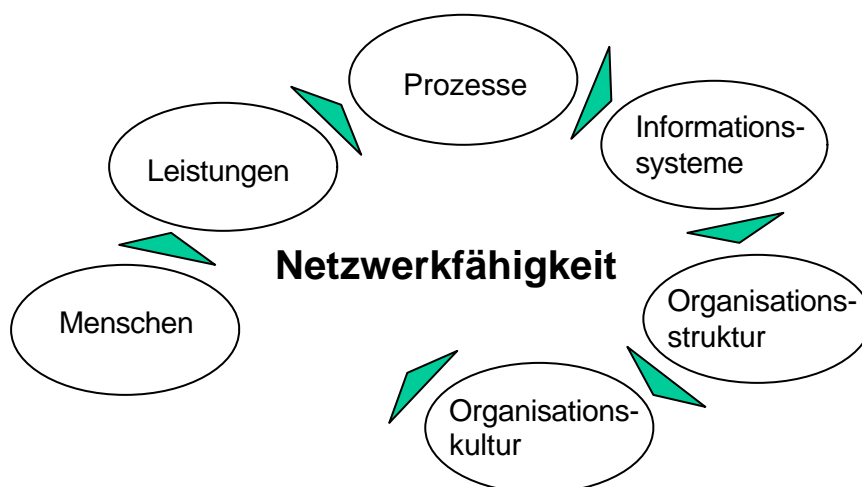 Prozesse
Informations-
systeme
Leistungen
Netzwerkfähigkeit
Menschen
Organisations-
struktur
Organisations-
kultur